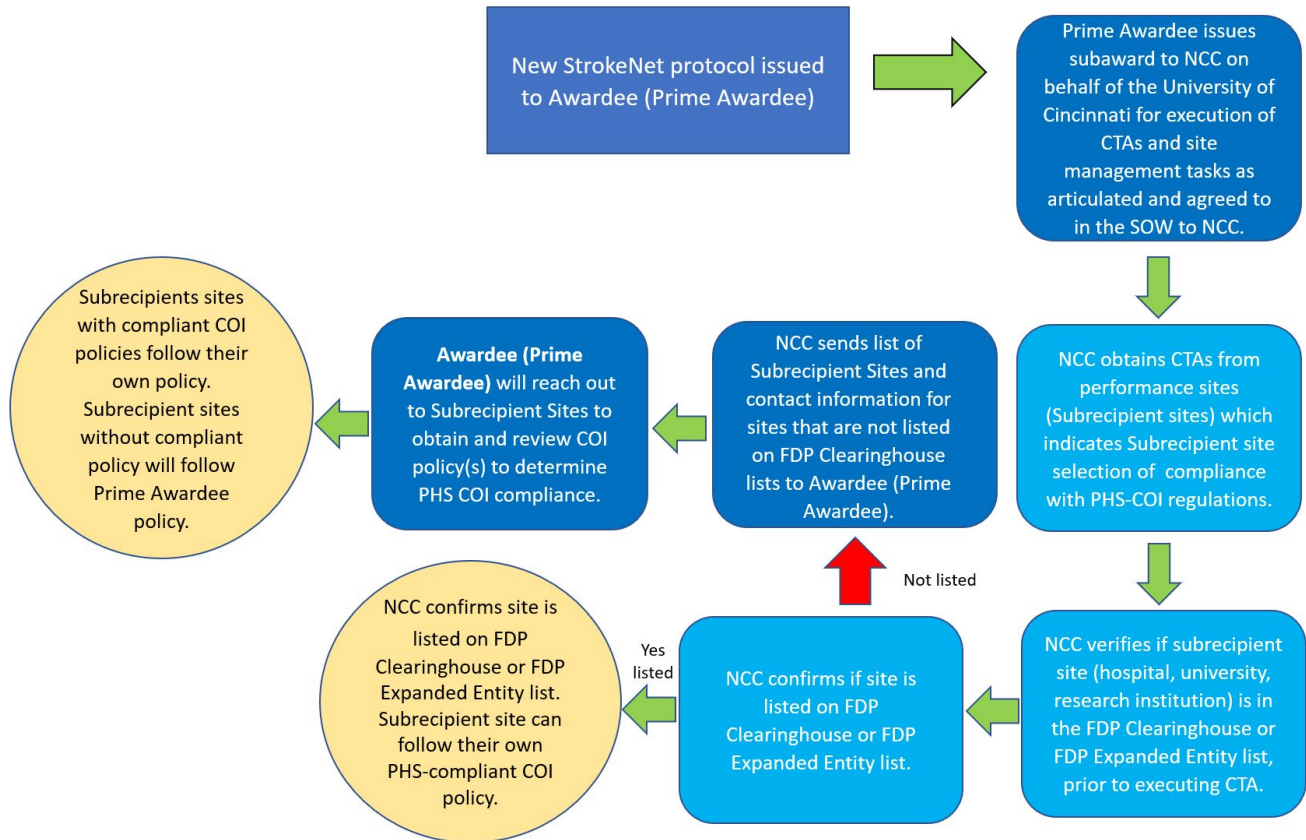 New StrokeNet protocol issued
to Awardee (Prime Awardee)
Prime Awardee issues
subaward to NCC on
behalf of the University of
Cincinnati for execution of
CTAs and site
management tasks as
articulated and agreed to
in the SOW to NCC.
NCC obtains CTAs from
performance sites
(Subrecipient sites) which
indicates Subrecipient site
selection of compliance
with PHS-COI regulations.
NCC verifies if subrecipient
site (hospital, university,
research institution) is in
the FDP Clearinghouse or
FDP Expanded Entity list,
prior to executing CTA.
NCC confirms if site is
listed on FDP
Clearinghouse or FDP
Expanded Entity list.
Yes
listed
NCC confirms site is
listed on FDP
Clearinghouse or FDP
Expanded Entity list.
Subrecipient site can
follow their own
PHS-compliant COI
policy.
Not listed
NCC sends list of
Subrecipient Sites and
contact information for
sites that are not listed
on FDP Clearinghouse
lists to Awardee (Prime
Awardee).
Awardee (Prime
Awardee) will reach out
to Subrecipient Sites to
obtain and review COI
policy(s) to determine
PHS COI compliance.
Subrecipients sites
with compliant COI
policies follow their
own policy.
Subrecipient sites
without compliant
policy will follow
Prime Awardee
policy.